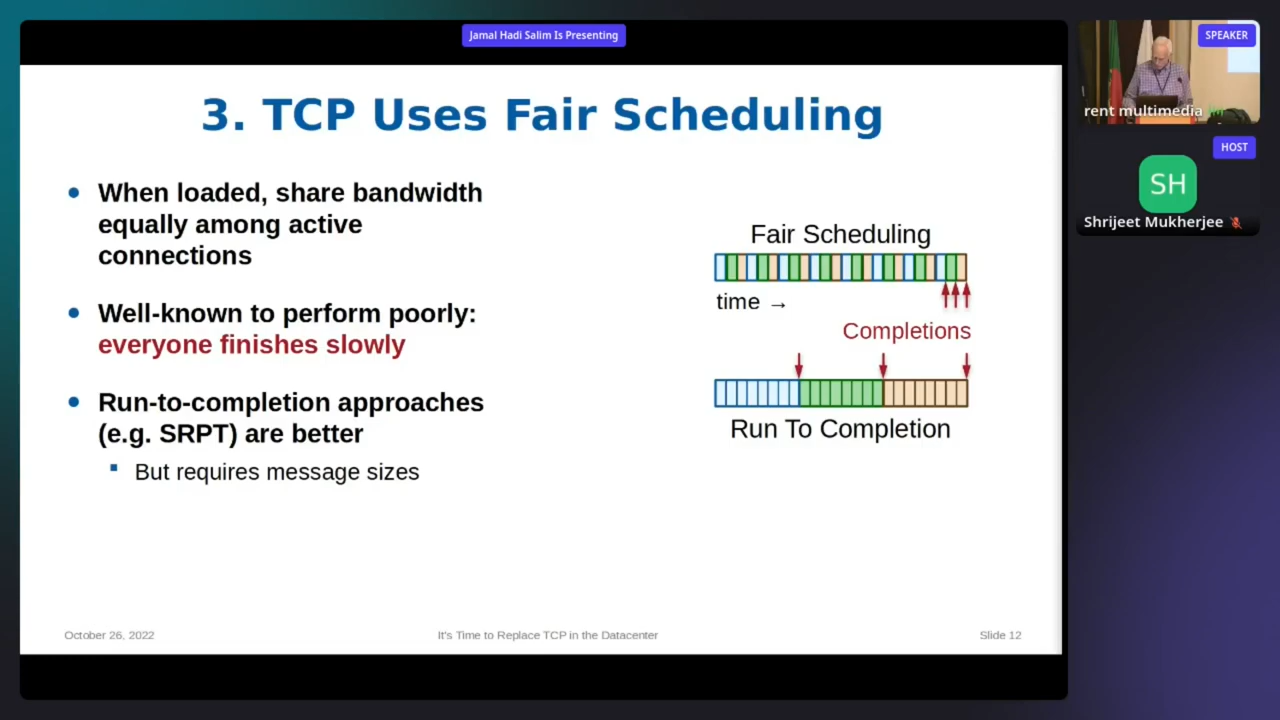 Jamal Hadi Salim Is Presenting
3. TCP Uses Fair Scheduling
• When loaded, share bandwidth
equally among active
connections
• Well-known to perform poorly:
everyone finishes slowly
• Run-to-completion approaches
(e.g. SRPT) are better
▪ But requires message sizes
Fair Scheduling
time →
Completions
Run To Completion
October 26, 2022
It's Time to Replace TCP in the Datacenter
Slide 12
SPEAKER
rent multimedia
HOST
SH
Shrijeet Mukherjee